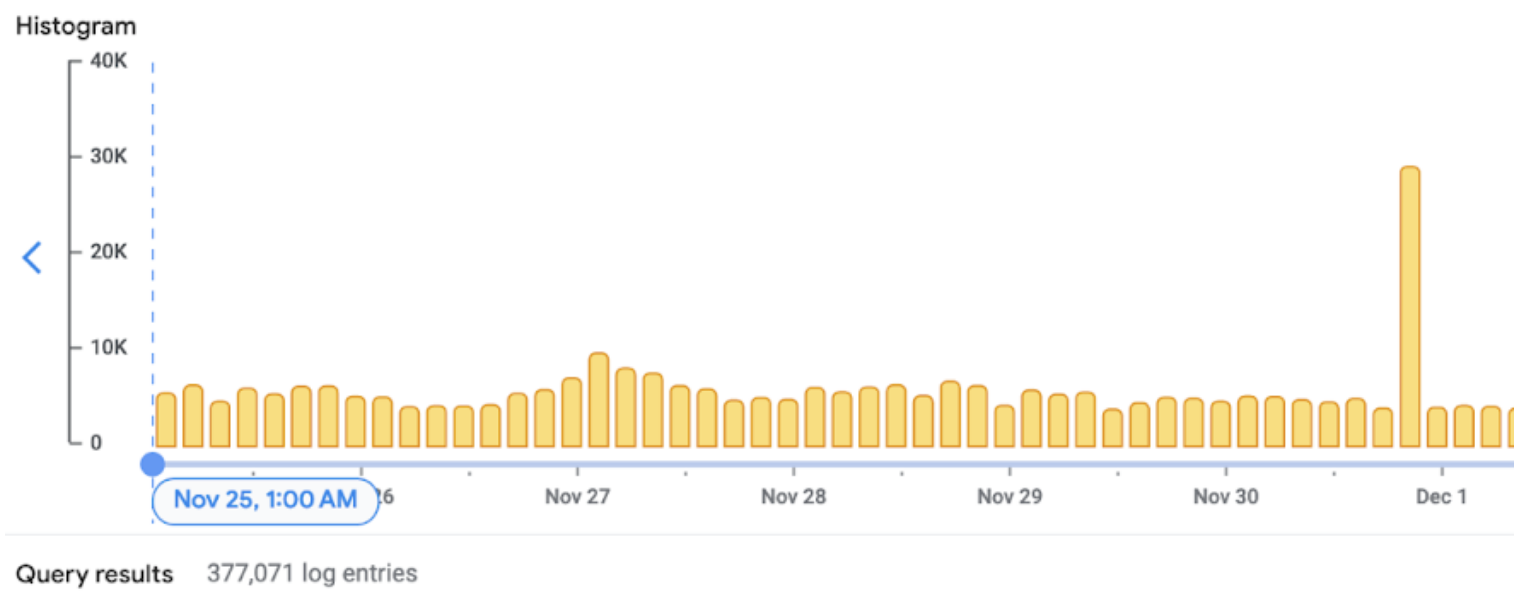 Histogram
40K
30K
20K
10K
0
Nov 25, 1:00 AM
26
Nov 27
Nov 28
Nov 29
Nov 30
Dec 1
Query results 377,071 log entries